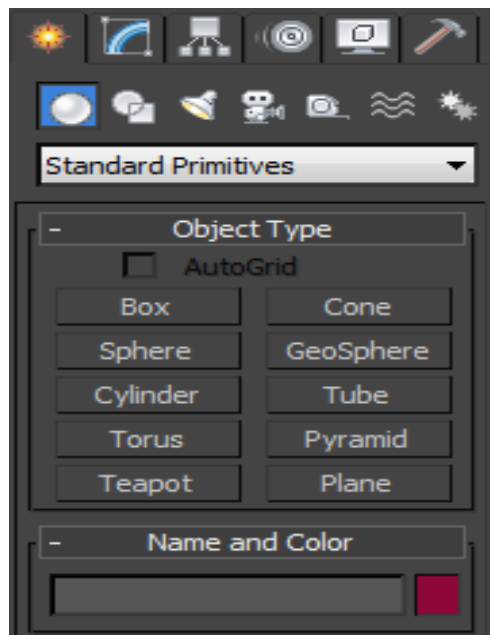 Standard Primitives
- Object Type
AutoGrid
Box Cone
Sphere GeoSphere
Cylinder Tube
Torus Pyramid
Teapot Plane
- Name and Color